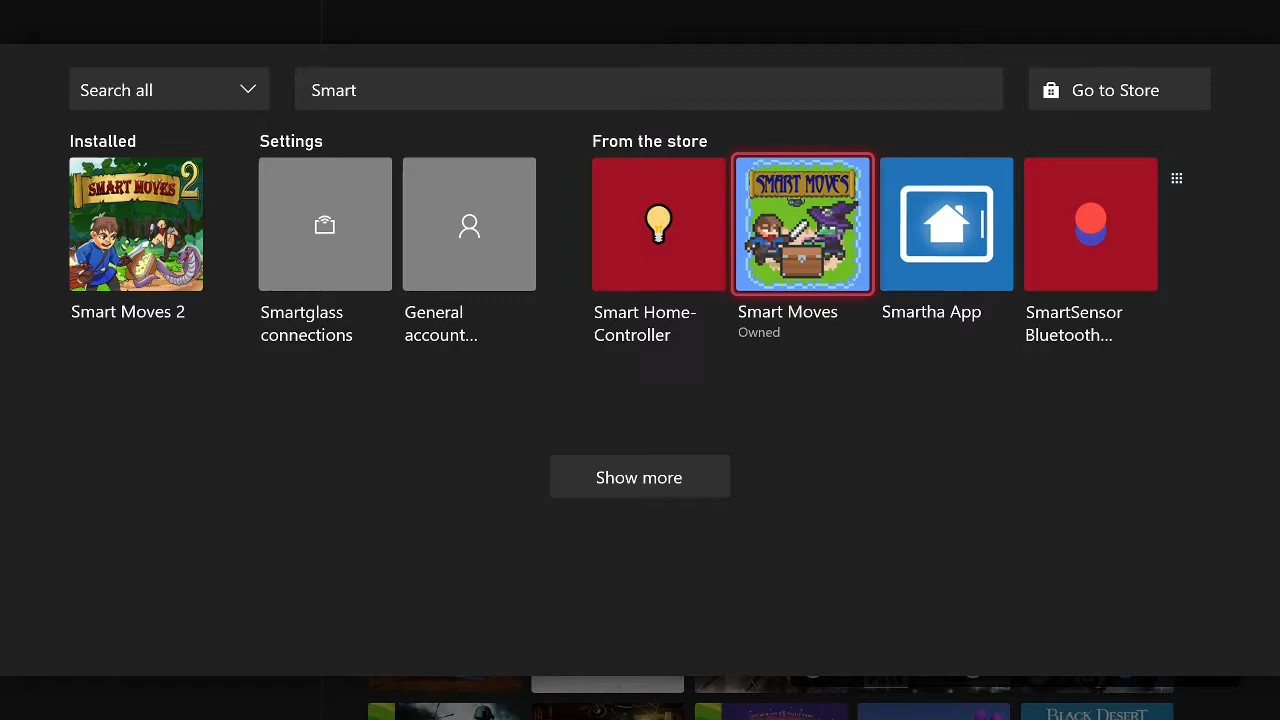 Search all
Smart
Go to Store
Installed
Settings
From the store
SMART MOVES 2
SMART MOVES
Smart Moves 2
Smartglass
connections
General
account...
Smart Home-
Controller
Smart Moves
Owned
Smartha App
SmartSensor
Bluetooth...
Show more
BLACK DESERT